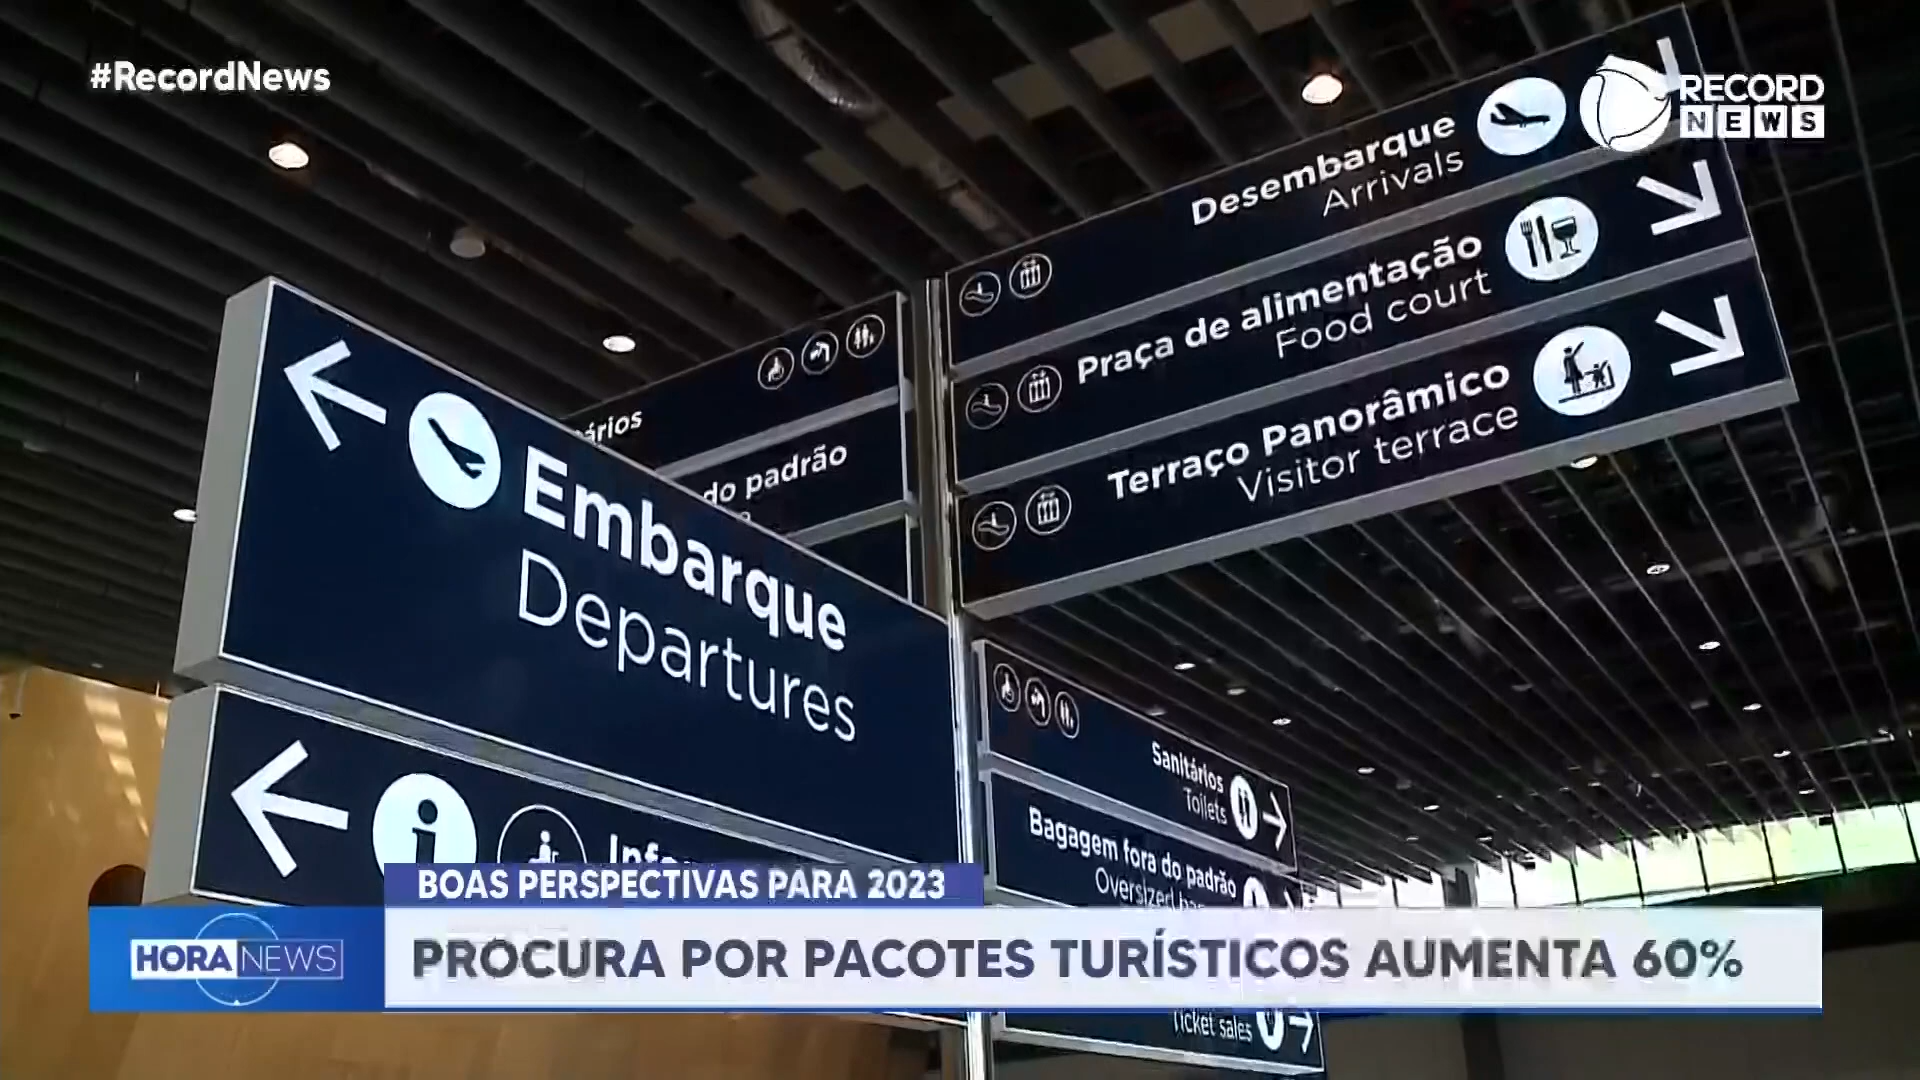 #RecordNews
RECORD
NEWS
Desembarque
Arrivals
Praça de alimentação
Food court
Terraço Panorâmico
Visitor terrace
do padrão
Embarque
Departures
Sanitários
Toilets
Bagagem fora do padrão
Oversized
BOAS PERSPECTIVAS PARA 2023
HORA NEWS
PROCURA POR PACOTES TURÍSTICOS AUMENTA 60%
Ticket sales